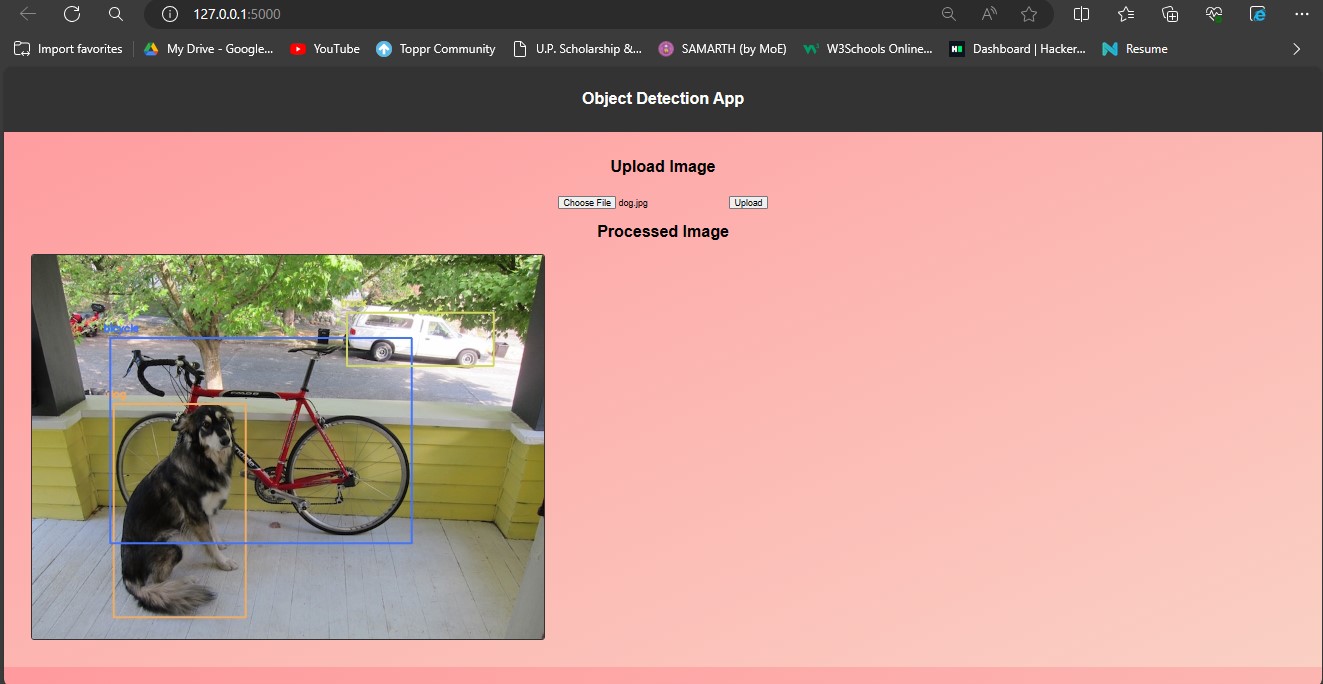 127.0.0.1:5000
Import favorites My Drive - Google... YouTube Toppr Community U.P. Scholarship &... SAMARTH (by MoE) W3Schools Online... Dashboard | Hacker... Resume
Object Detection App
Upload Image
Choose File dog.jpg Upload
Processed Image
bicycle
dog